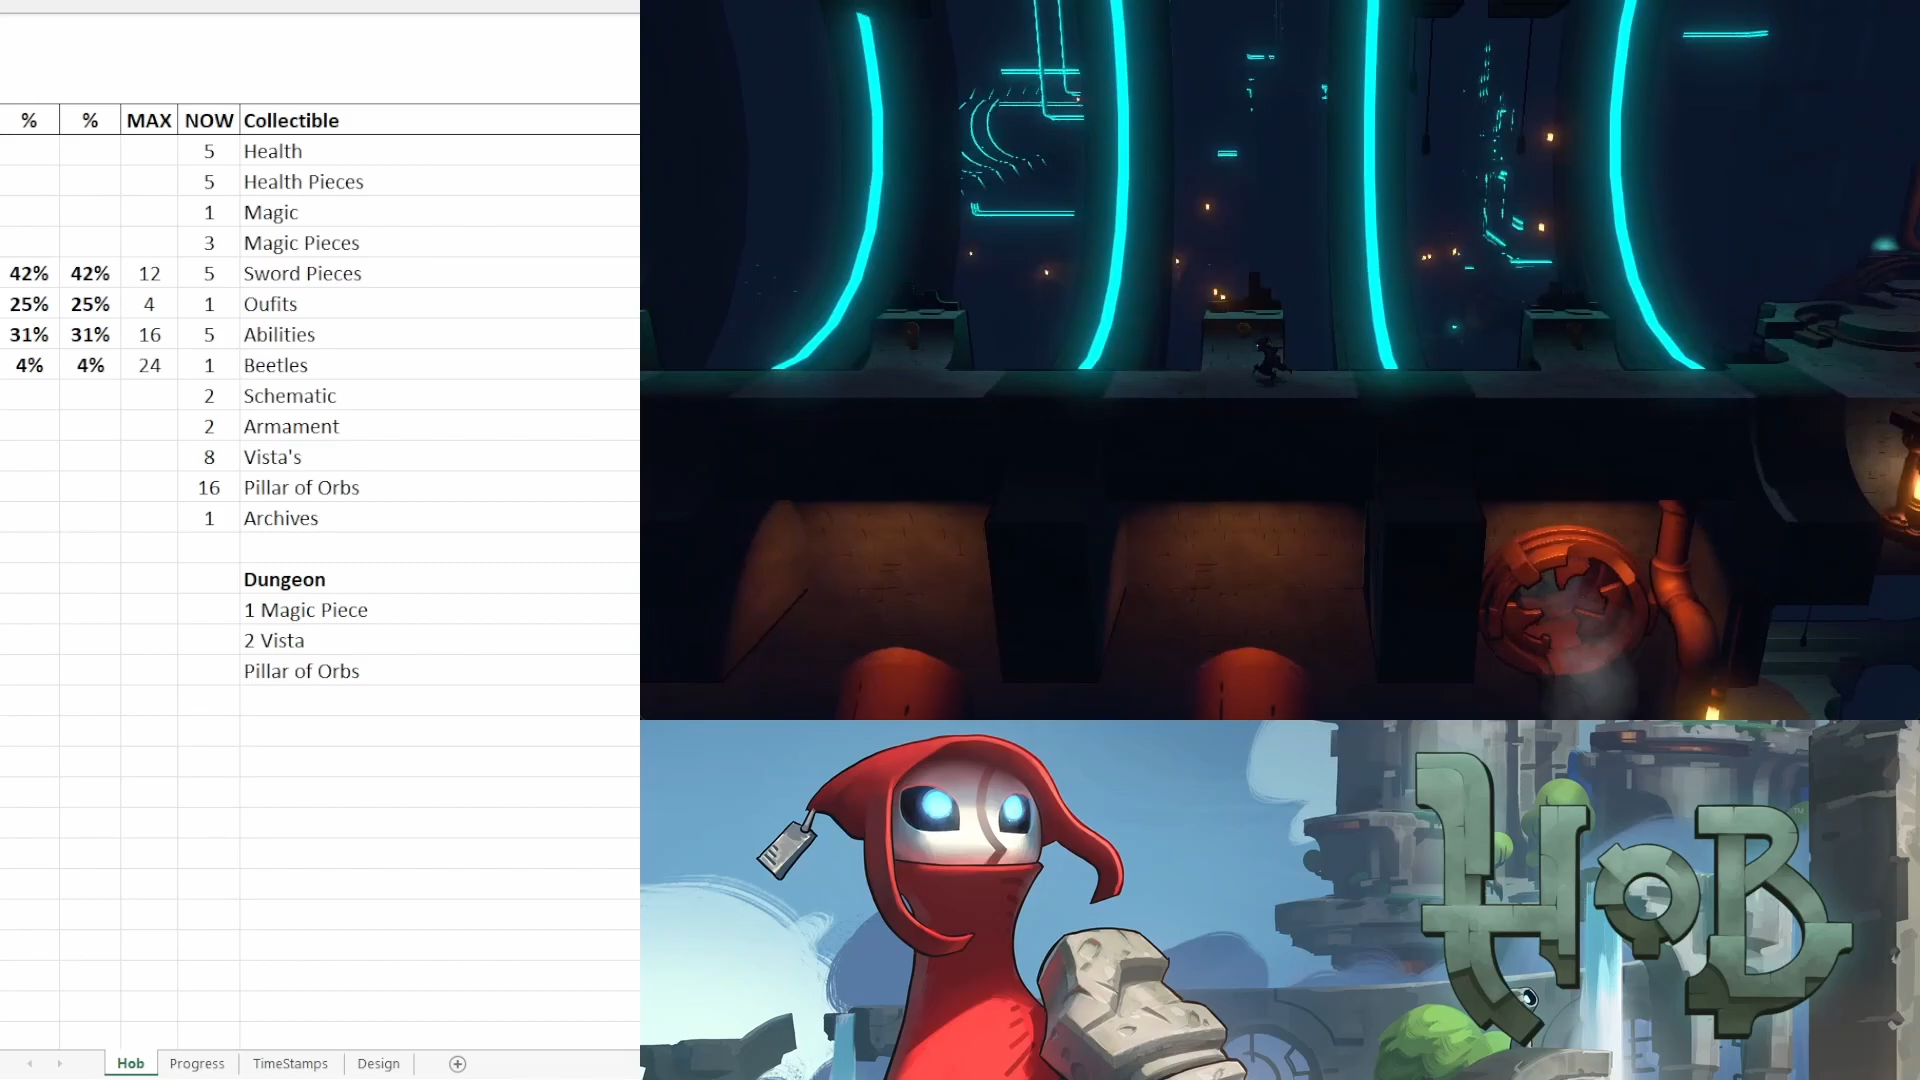 % % MAX NOW Collectible
5 Health
5 Health Pieces
1 Magic
3 Magic Pieces
42% 42% 12 5 Sword Pieces
25% 25% 4 1 Oufits
31% 31% 16 5 Abilities
4% 4% 24 1 Beetles
2 Schematic
2 Armament
8 Vista's
16 Pillar of Orbs
1 Archives
Dungeon
1 Magic Piece
2 Vista
Pillar of Orbs
Hob Progress TimeStamps Design
HOB
TM